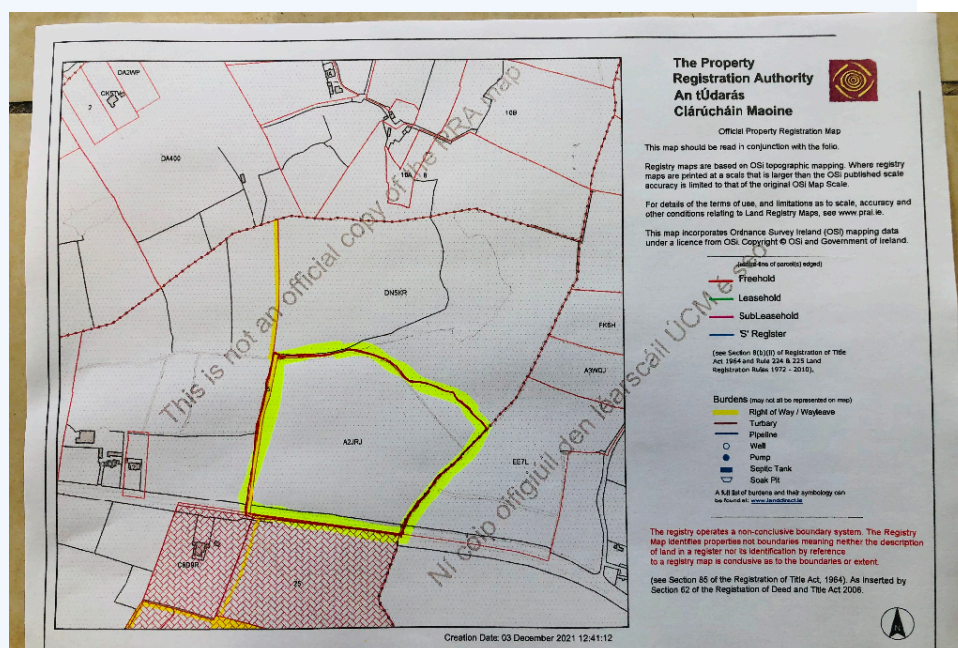 The Property
Registration Authority
An tÚdarás
Clárúcháin Maoine
Official Property Registration Map
This map should be read in conjunction with the folio.
Registry maps are based on OSi topographic mapping. Where registry
maps are printed at a scale that is larger than the OSi published scale
accuracy is limited to that of the original OSi Map Scale.
For details of the terms of use, and limitations as to scale, accuracy and
other conditions relating to Land Registry Maps, see www.prai.ie.
This map incorporates Ordnance Survey Ireland (OSi) mapping data
under a licence from OSi. Copyright © OSi and Government of Ireland.
(centre-line of parcel(s) edged)
Freehold
Leasehold
SubLeasehold
'S' Register
(see Section 8(b)(ii) of Registration of Title
Act 1964 and Rule 224 & 225 Land
Registration Rules 1972 - 2010).
Burdens (may not all be represented on map)
Right of Way / Wayleave
Turbary
Pipeline
Well
Pump
Septic Tank
Soak Pit
A full list of burdens and their symbology can
be found at: www.landdirect.ie
The registry operates a non-conclusive boundary system. The Registry
Map identifies properties not boundaries meaning neither the description
of land in a register nor its identification by reference
to a registry map is conclusive as to the boundaries or extent.
(see Section 85 of the Registration of Title Act, 1964). As inserted by
Section 62 of the Registration of Deed and Title Act 2006.
Creation Date: 03 December 2021 12:41:12
This is not an official copy of the PRA map
Ní cóip oifigiúil den léarscáil ÚCM é seo
DA2WP
2
DA400
10B
10A
8
DN5KR
A2JRJ
EE7L
75